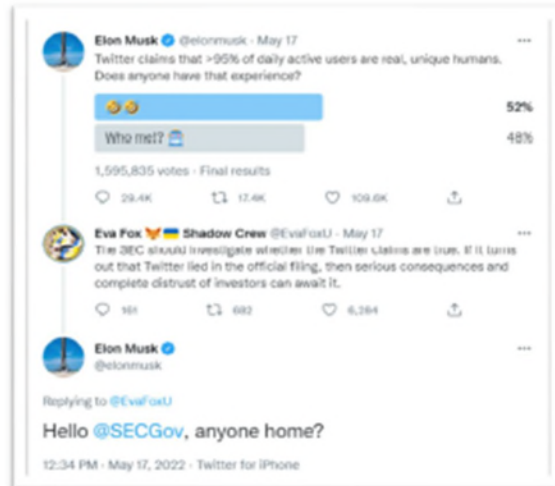 Elon Musk @elonmusk · May 17
Twitter claims that >95% of daily active users are real, unique humans.
Does anyone have that experience?
🤣🤣 52%
Who me!? 🤖 48%
1,595,835 votes · Final results
29.4K 17.4K 109.6K
Eva Fox 🦊🇺🇦 Shadow Crew @EvaFoxU · May 17
The SEC should investigate whether the Twitter claims are true. If it turns
out that Twitter lied in the official filing, then serious consequences and
complete distrust of investors can await it.
161 682 6,284
Elon Musk
@elonmusk
Replying to @EvaFoxU
Hello @SECGov, anyone home?
12:34 PM · May 17, 2022 · Twitter for iPhone